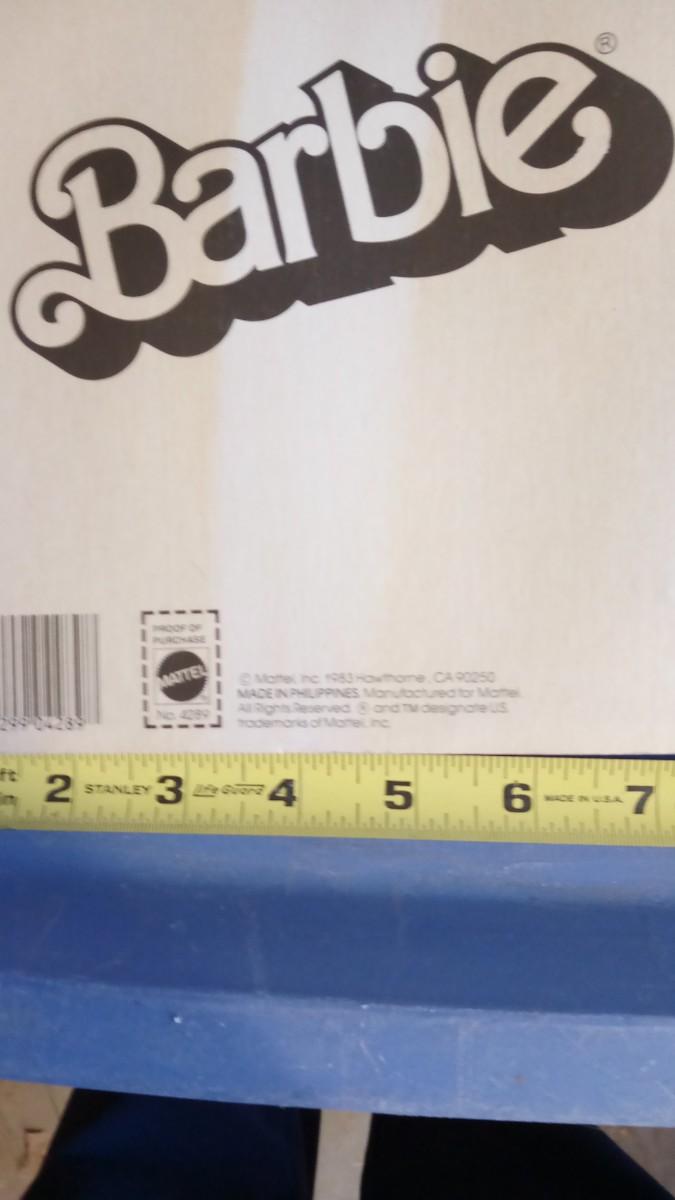 Barbie®
PROOF OF
PURCHASE
MATTEL
No. 4289
© Mattel, Inc. 1983 Hawthorne, CA 90250
MADE IN PHILIPPINES. Manufactured for Mattel.
All Rights Reserved. ® and TM designate U.S.
trademarks of Mattel, Inc.
299 04289
ft 2 STANLEY 3 life Guard 4 5 6 MADE IN U.S.A. 7
in